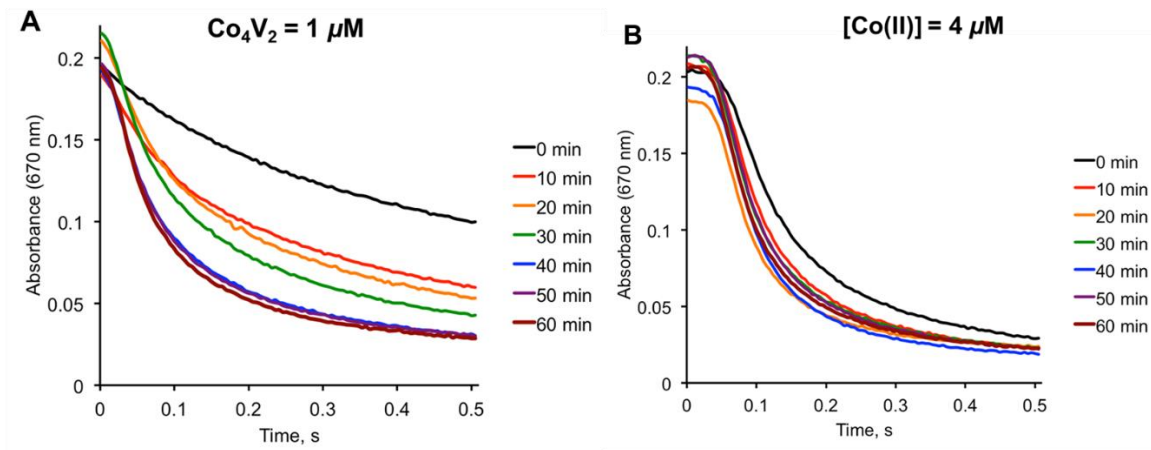 A
Co₄V₂ = 1 µM
Absorbance (670 nm)
0.2
0.15
0.1
0.05
0
0
0.1
0.2
0.3
0.4
0.5
Time, s
0 min
10 min
20 min
30 min
40 min
50 min
60 min
B
[Co(II)] = 4 µM
Absorbance (670 nm)
0.2
0.15
0.1
0.05
0
0
0.1
0.2
0.3
0.4
0.5
Time, s
0 min
10 min
20 min
30 min
40 min
50 min
60 min